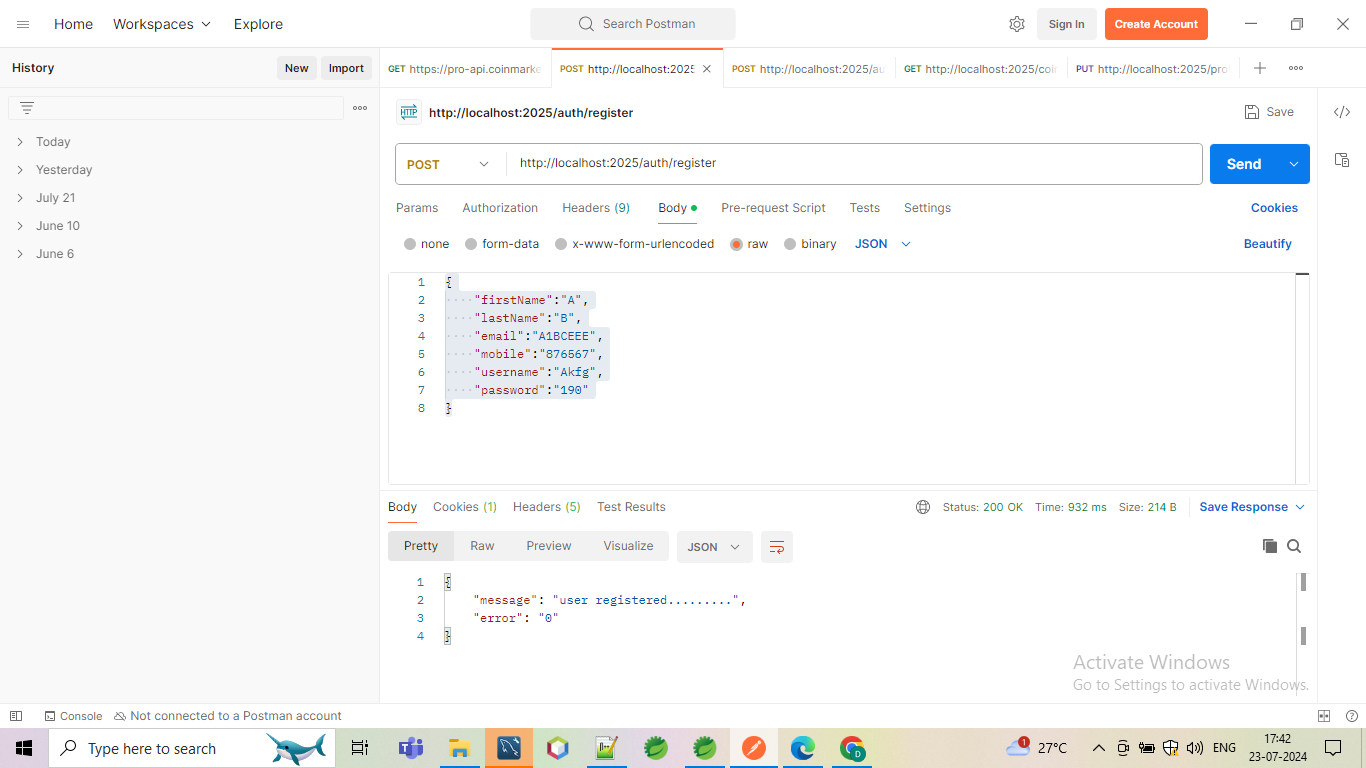 Home Workspaces Explore Search Postman Sign In Create Account
History New Import
GET https://pro-api.coinmarke POST http://localhost:2025 POST http://localhost:2025/au GET http://localhost:2025/coi PUT http://localhost:2025/pro
HTTP http://localhost:2025/auth/register Save
Today
Yesterday
July 21
June 10
June 6
POST http://localhost:2025/auth/register Send
Params Authorization Headers (9) Body Pre-request Script Tests Settings Cookies
none form-data x-www-form-urlencoded raw binary JSON Beautify
1 {
2 "firstName":"A",
3 "lastName":"B",
4 "email":"A1BCEEE",
5 "mobile":"876567",
6 "username":"Akfg",
7 "password":"190"
8 }
Body Cookies (1) Headers (5) Test Results Status: 200 OK Time: 932 ms Size: 214 B Save Response
Pretty Raw Preview Visualize JSON
1 {
2 "message": "user registered.........",
3 "error": "0"
4 }
Activate Windows
Go to Settings to activate Windows.
Console Not connected to a Postman account
Type here to search 1 27°C ENG 17:42
23-07-2024